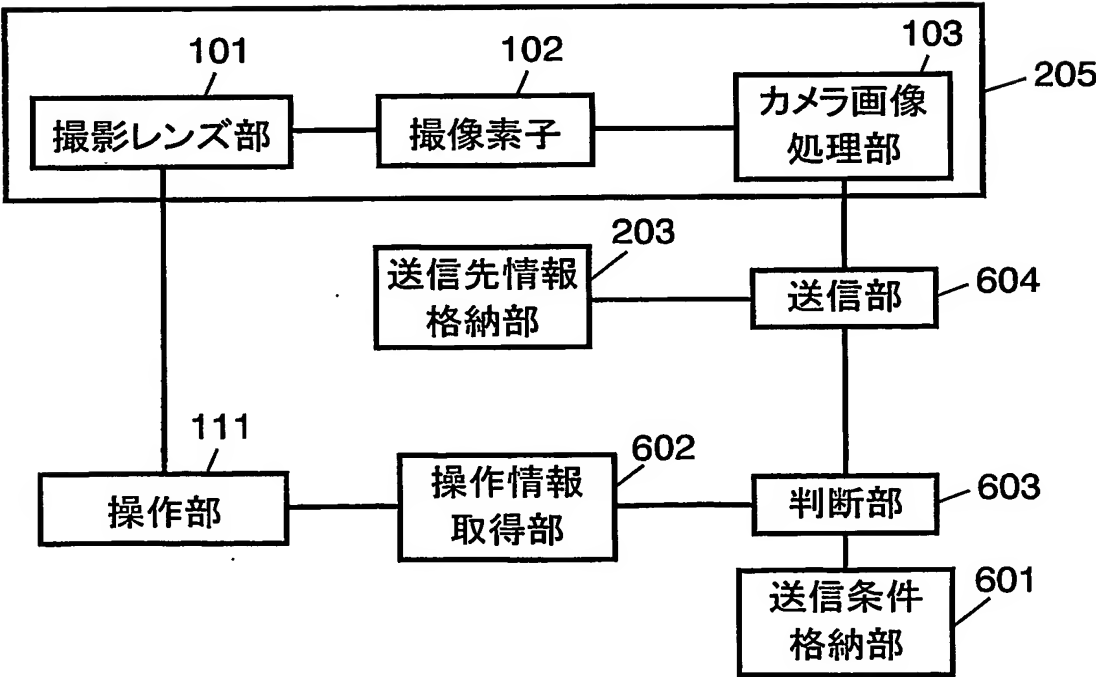 101
102
103
205
撮影レンズ部
撮像素子
カメラ画像
処理部
203
送信先情報
格納部
送信部
604
111
操作部
602
操作情報
取得部
判断部
603
送信条件
格納部
601